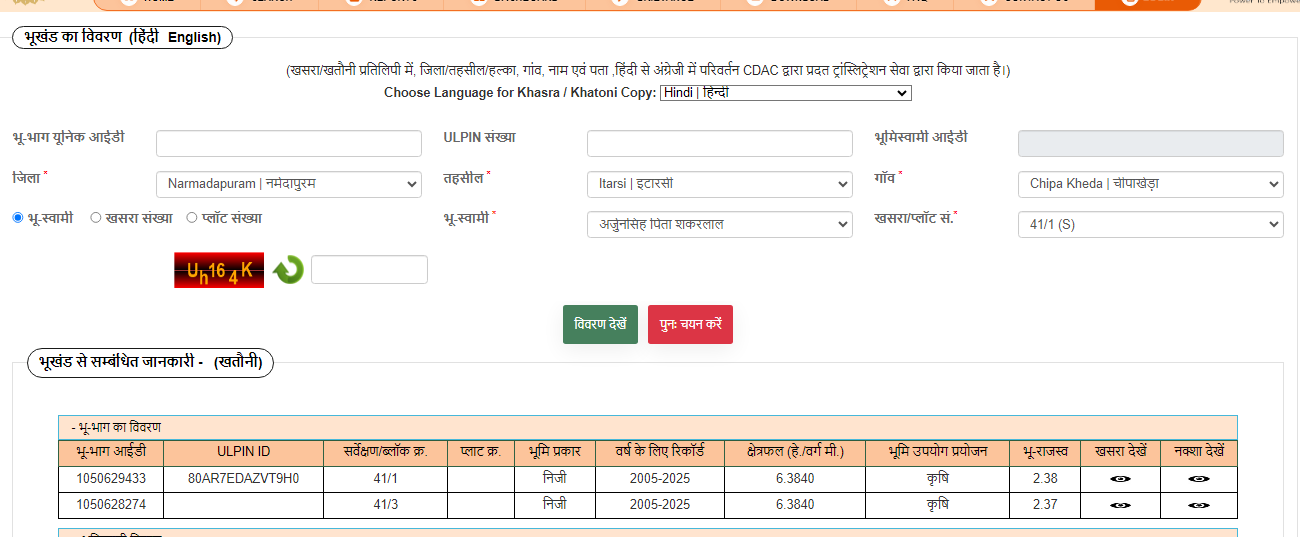 भूखंड का विवरण (हिंदी English)
(खसरा/खतौनी प्रतिलिपी में, जिला/तहसील/हल्का, गांव, नाम एवं पता ,हिंदी से अंग्रेजी में परिवर्तन CDAC द्वारा प्रदत ट्रांस्लिट्रेशन सेवा द्वारा किया जाता है।)
Choose Language for Khasra / Khatoni Copy: Hindi | हिन्दी
भू-भाग यूनिक आईडी ULPIN संख्या भूमिस्वामी आईडी
जिला * Narmadapuram | नर्मदापुरम तहसील * Itarsi | इटारसी गाँव * Chipa Kheda | चीपाखेड़ा
भू-स्वामी खसरा संख्या प्लॉट संख्या भू-स्वामी * अर्जुनसिंह पिता शंकरलाल खसरा/प्लॉट सं.* 41/1 (S)
Uh164K
विवरण देखें पुनः चयन करें
भूखंड से सम्बंधित जानकारी - (खतौनी)
- भू-भाग का विवरण
भू-भाग आईडी ULPIN ID सर्वेक्षण/ब्लॉक क्र. प्लाट क्र. भूमि प्रकार वर्ष के लिए रिकॉर्ड क्षेत्रफल (हे./वर्ग मी.) भूमि उपयोग प्रयोजन भू-राजस्व खसरा देखें नक्शा देखें
1050629433 80AR7EDAZVT9H0 41/1 निजी 2005-2025 6.3840 कृषि 2.38
1050628274 41/3 निजी 2005-2025 6.3840 कृषि 2.37